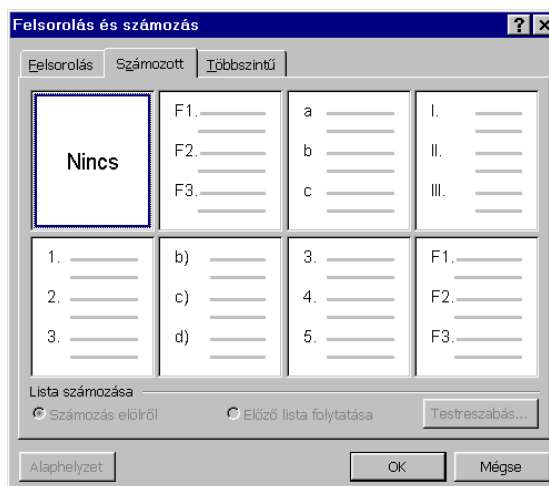 Felsorolás és számozás
Felsorolás Számozott Többszintű
Nincs
F1.
F2.
F3.
a
b
c
I.
II.
III.
1.
2.
3.
b)
c)
d)
3.
4.
5.
F1.
F2.
F3.
Lista számozása
Számozás elölről Előző lista folytatása Testreszabás...
Alaphelyzet OK Mégse